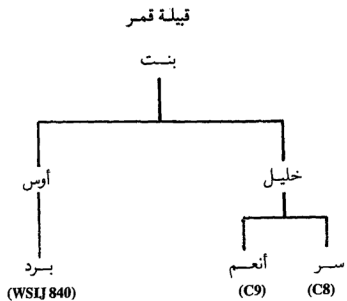 قبيلة قمر
بنت
خليل أوس
سر أنعم برد
(C8) (C9) (WSIJ 840)